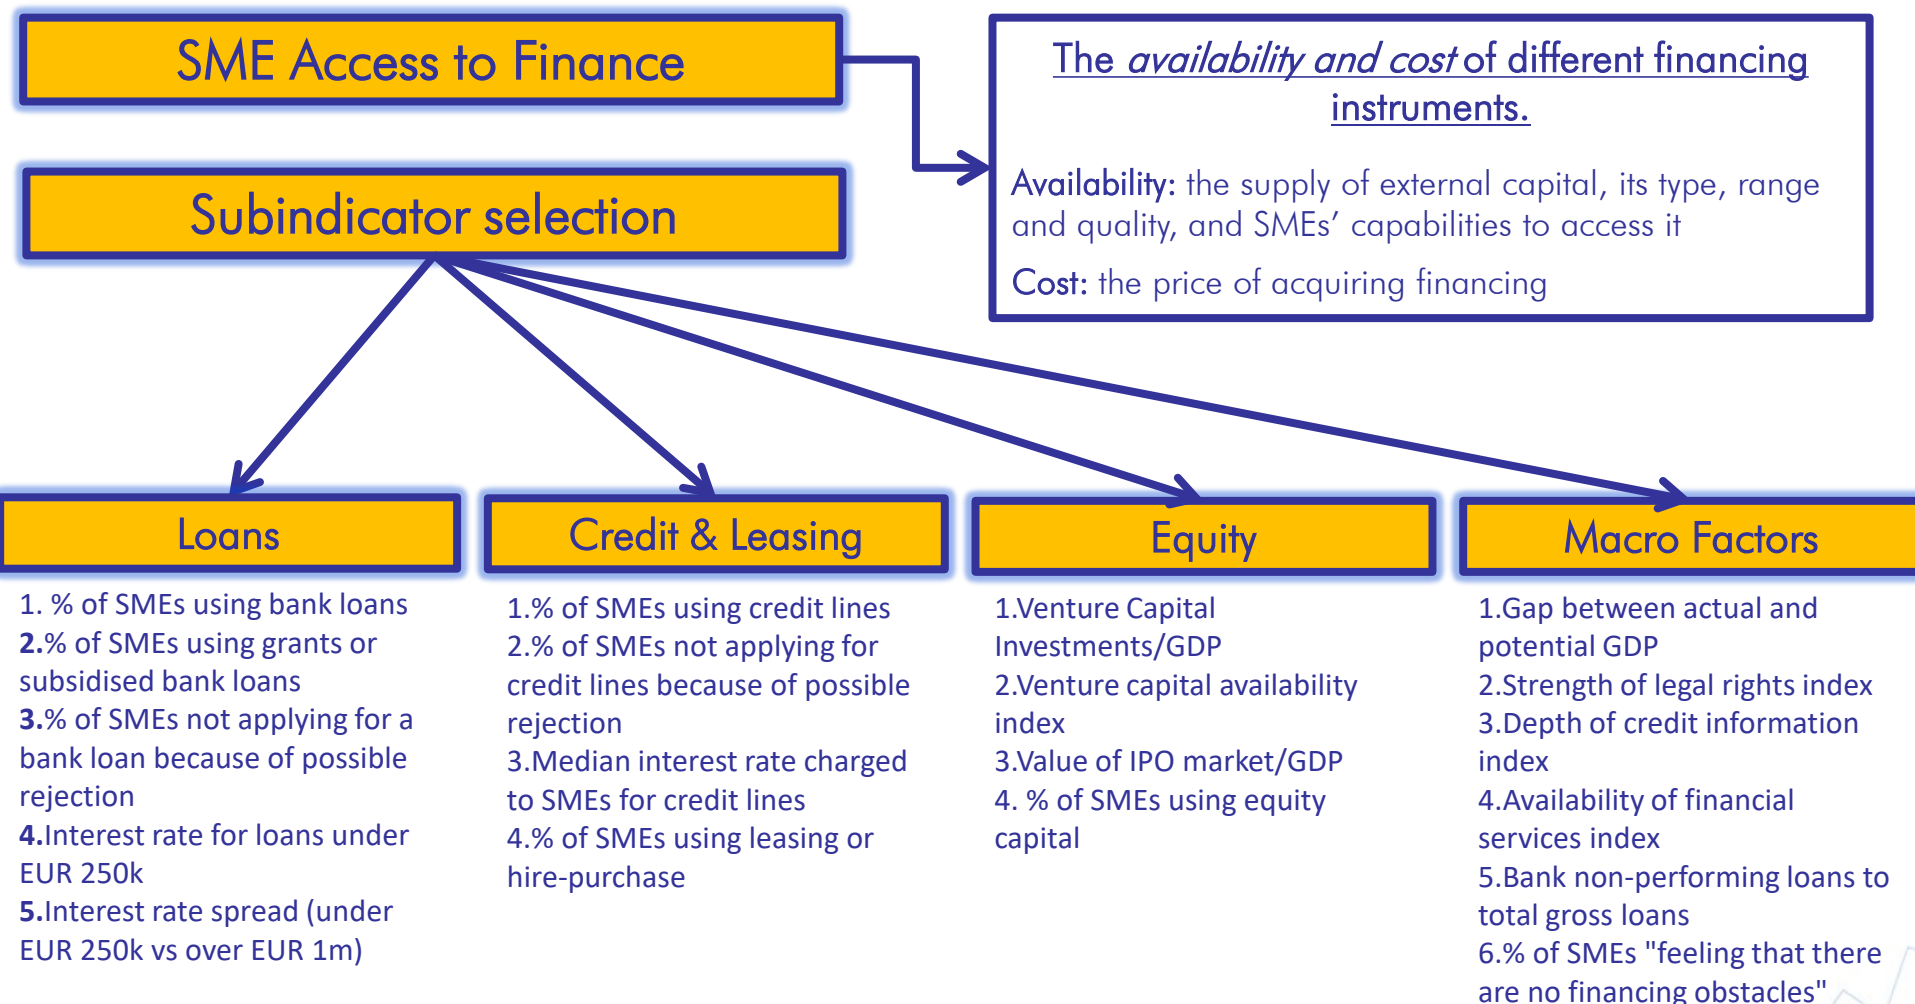 SME Access to Finance
The availability and cost of different financing
instruments.
Availability: the supply of external capital, its type, range
and quality, and SMEs' capabilities to access it
Cost: the price of acquiring financing
Subindicator selection
Loans
1. % of SMEs using bank loans
2.% of SMEs using grants or
subsidised bank loans
3.% of SMEs not applying for a
bank loan because of possible
rejection
4.Interest rate for loans under
EUR 250k
5.Interest rate spread (under
EUR 250k vs over EUR 1m)
Credit & Leasing
1.% of SMEs using credit lines
2.% of SMEs not applying for
credit lines because of possible
rejection
3.Median interest rate charged
to SMEs for credit lines
4.% of SMEs using leasing or
hire-purchase
Equity
1.Venture Capital
Investments/GDP
2.Venture capital availability
index
3.Value of IPO market/GDP
4. % of SMEs using equity
capital
Macro Factors
1.Gap between actual and
potential GDP
2.Strength of legal rights index
3.Depth of credit information
index
4.Availability of financial
services index
5.Bank non-performing loans to
total gross loans
6.% of SMEs "feeling that there
are no financing obstacles"